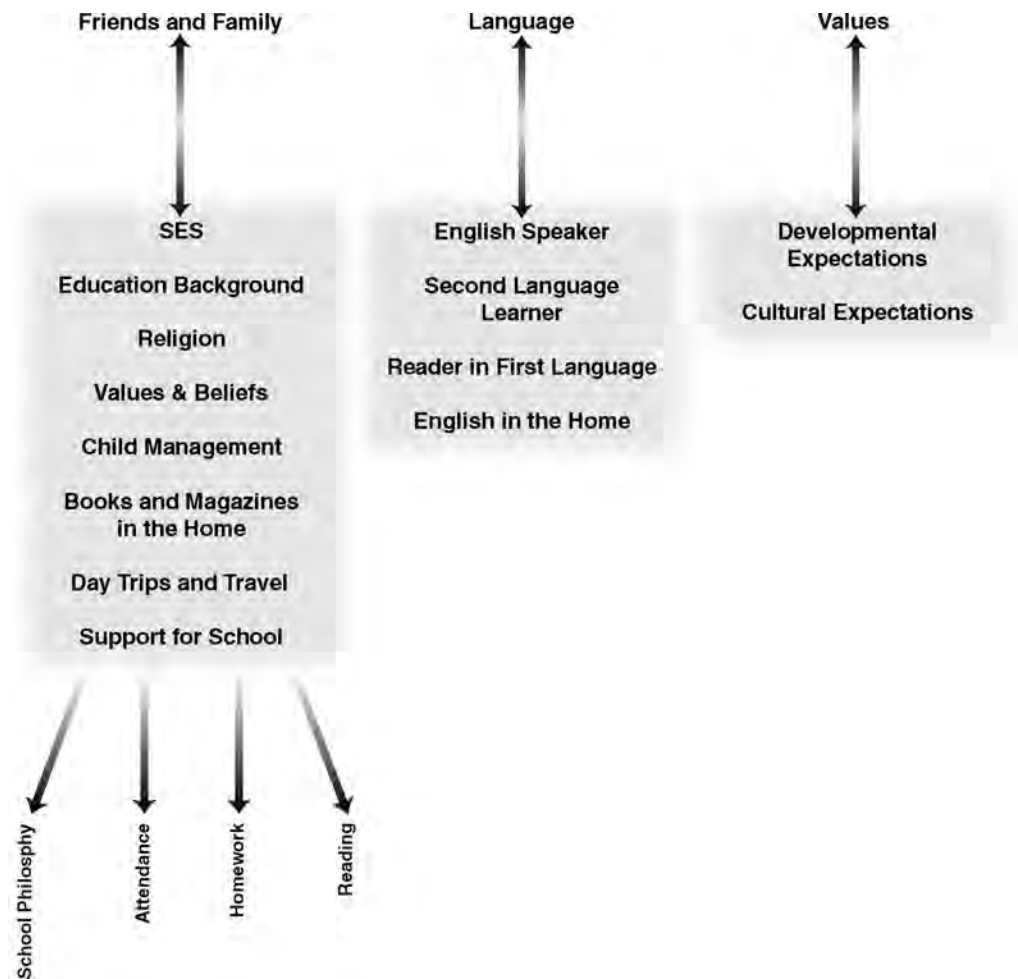 Friends and Family
Language
Values
SES
Education Background
Religion
Values & Beliefs
Child Management
Books and Magazines
in the Home
Day Trips and Travel
Support for School
English Speaker
Second Language
Learner
Reader in First Language
English in the Home
Developmental
Expectations
Cultural Expectations
School Philosphy
Attendance
Homework
Reading